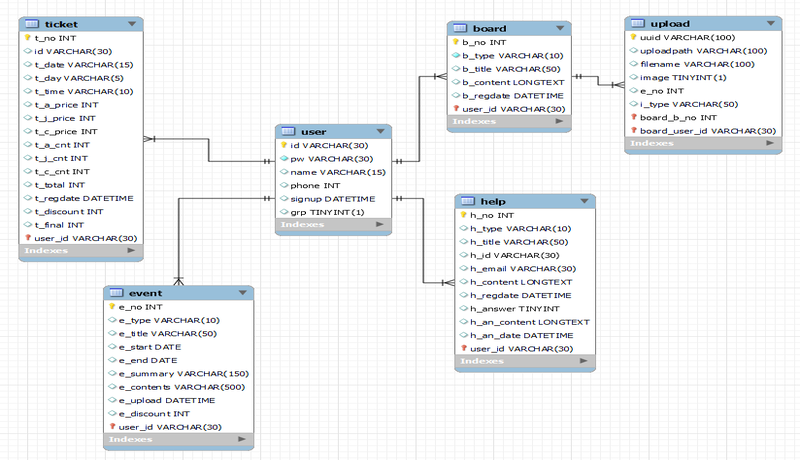 ticket
t_no INT
id VARCHAR(30)
t_date VARCHAR(15)
t_day VARCHAR(5)
t_time VARCHAR(10)
t_a_price INT
t_j_price INT
t_c_price INT
t_a_cnt INT
t_j_cnt INT
t_c_cnt INT
t_total INT
t_regdate DATETIME
t_discount INT
t_final INT
user_id VARCHAR(30)
Indexes
user
id VARCHAR(30)
pw VARCHAR(30)
name VARCHAR(15)
phone INT
signup DATETIME
grp TINYINT(1)
Indexes
event
e_no INT
e_type VARCHAR(10)
e_title VARCHAR(50)
e_start DATE
e_end DATE
e_summary VARCHAR(150)
e_contents VARCHAR(500)
e_upload DATETIME
e_discount INT
user_id VARCHAR(30)
Indexes
board
b_no INT
b_type VARCHAR(10)
b_title VARCHAR(50)
b_content LONGTEXT
b_regdate DATETIME
user_id VARCHAR(30)
Indexes
upload
uuid VARCHAR(100)
uploadpath VARCHAR(100)
filename VARCHAR(100)
image TINYINT(1)
e_no INT
i_type VARCHAR(50)
board_b_no INT
board_user_id VARCHAR(30)
Indexes
help
h_no INT
h_type VARCHAR(10)
h_title VARCHAR(50)
h_id VARCHAR(30)
h_email VARCHAR(30)
h_content LONGTEXT
h_regdate DATETIME
h_answer TINYINT
h_an_content LONGTEXT
h_an_date DATETIME
user_id VARCHAR(30)
Indexes